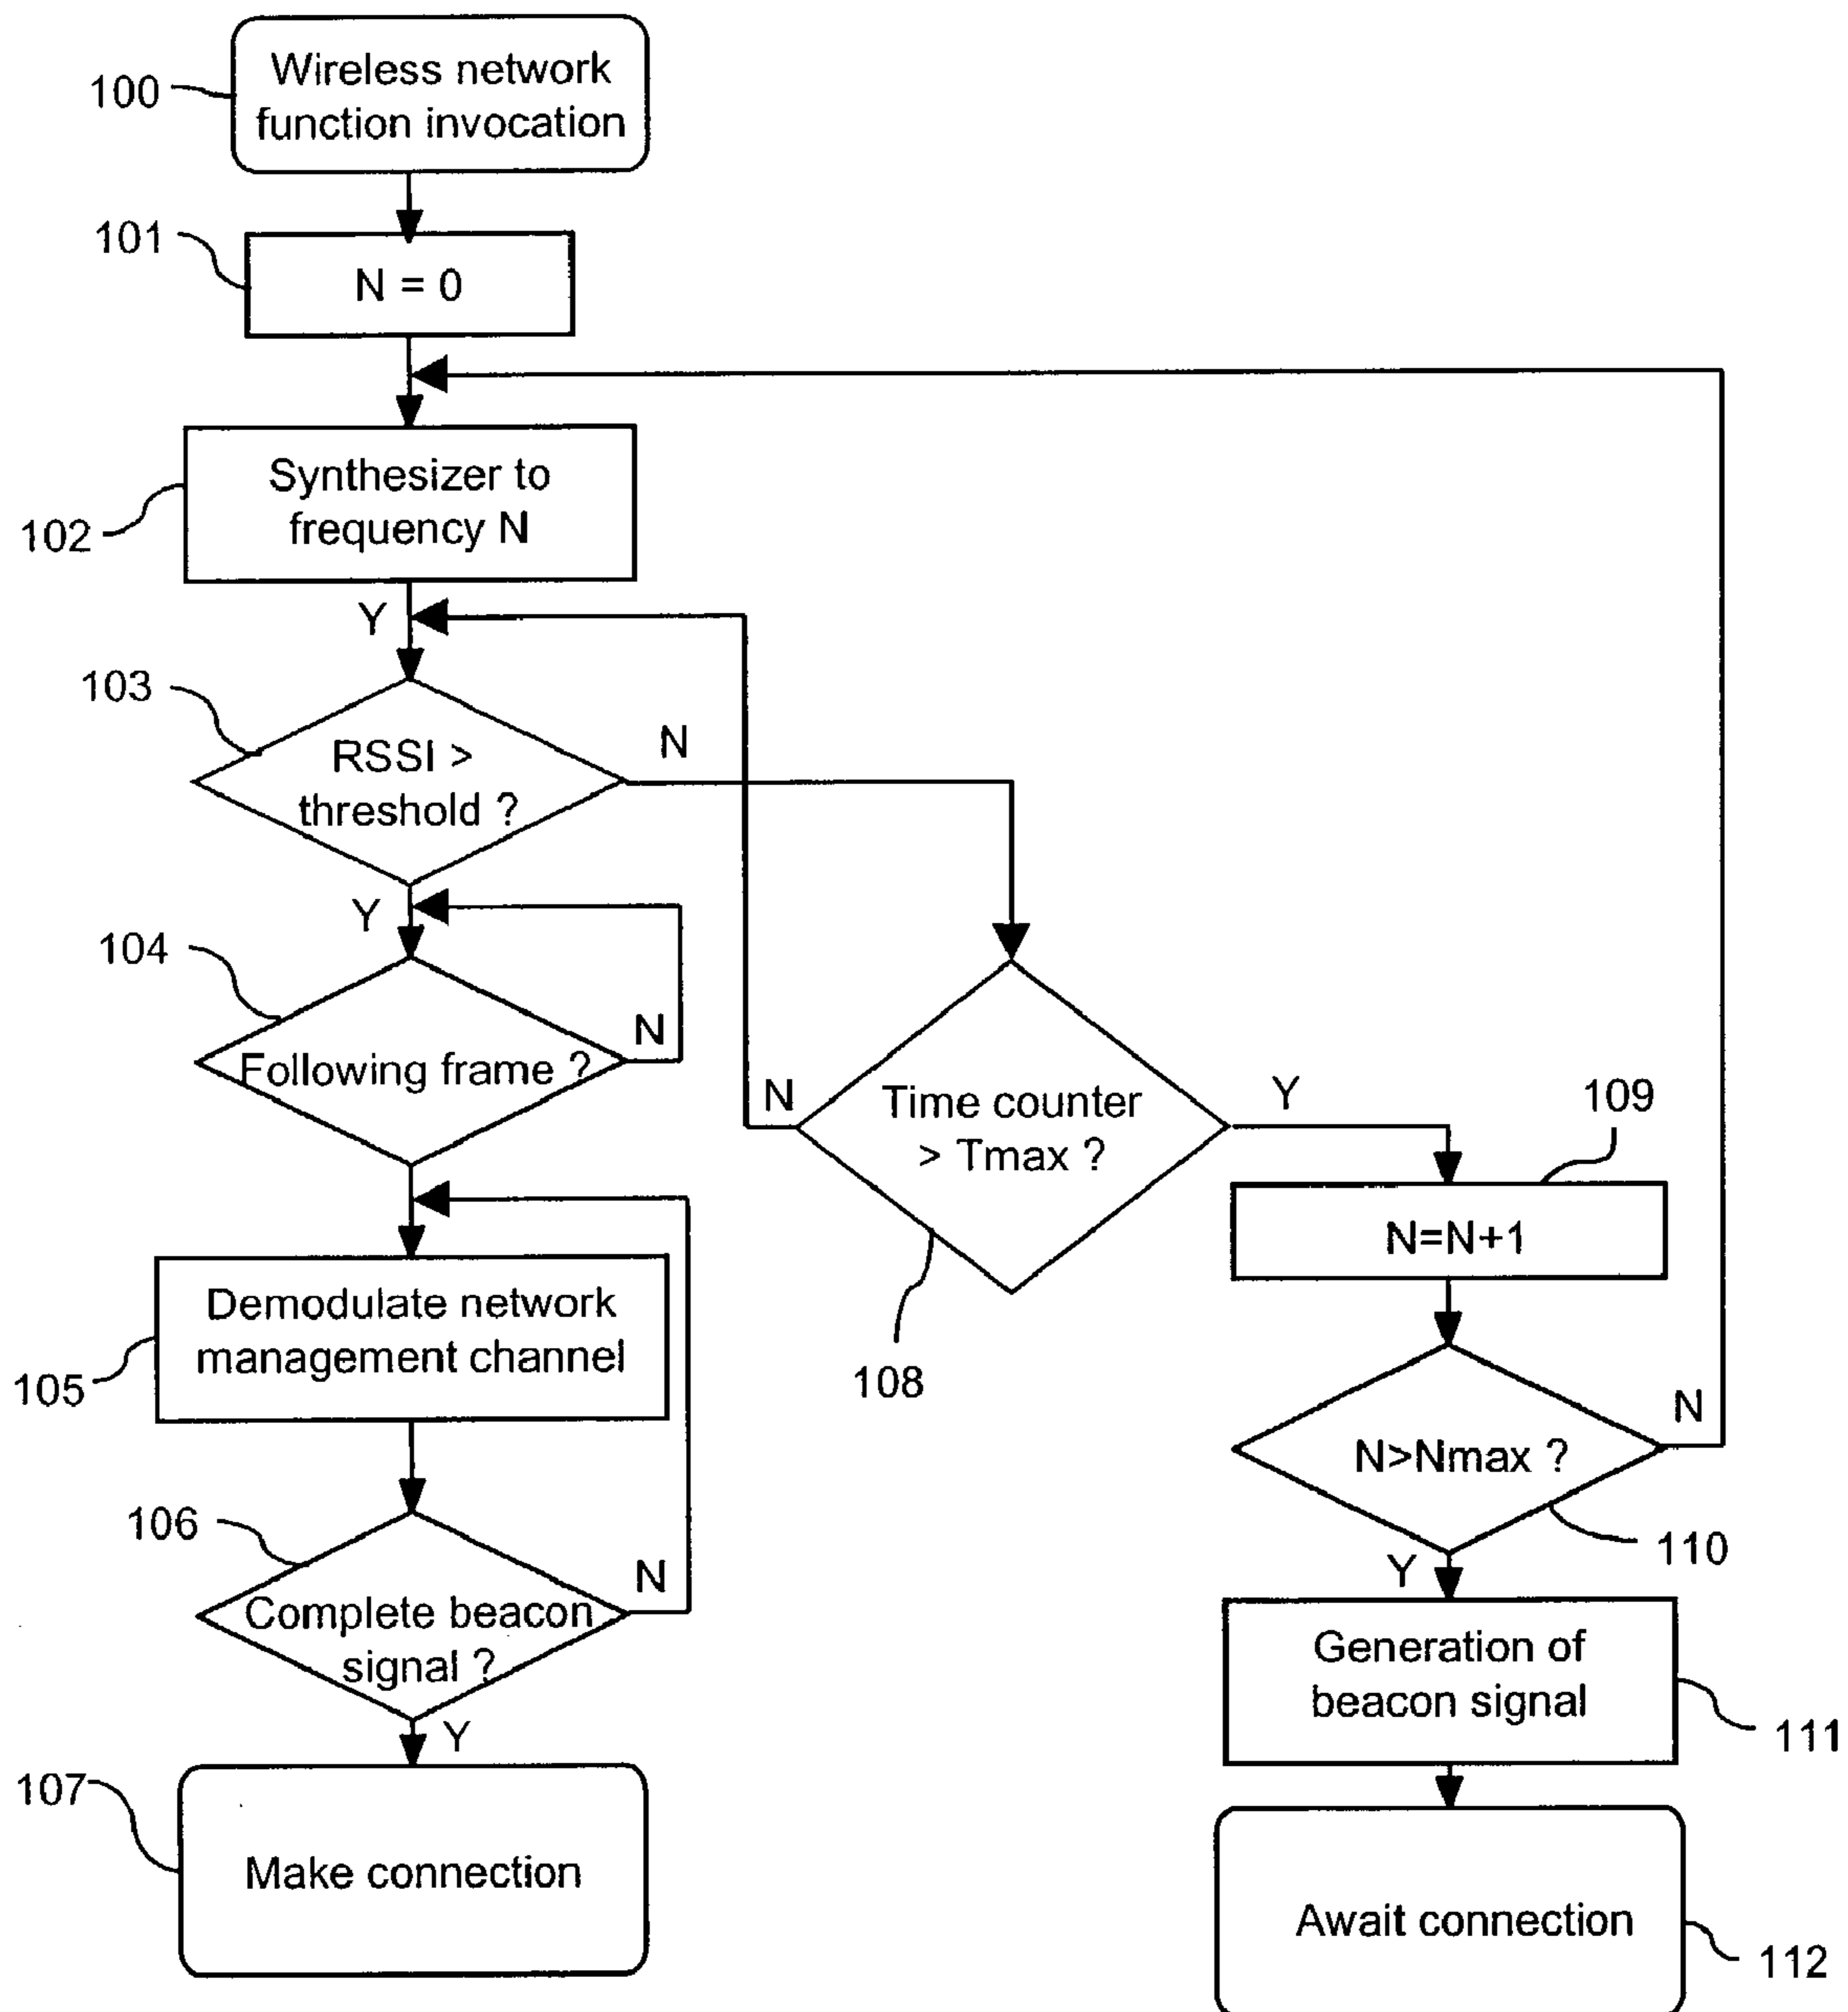 Wireless network
function invocation
100
101
N = 0
Synthesizer to
frequency N
102
Y
103
RSSI >
threshold ?
N
Y
104
Following frame ?
N
Time counter
> Tmax ?
N
Y
108
109
N=N+1
Demodulate network
management channel
105
N>Nmax ?
N
110
Y
106
Complete beacon
signal ?
N
Y
Generation of
beacon signal
111
107
Make connection
Await connection
112